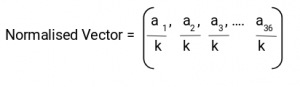 Normalised Vector = ( a₁/k, a₂/k, a₃/k, .... a₃₆/k )